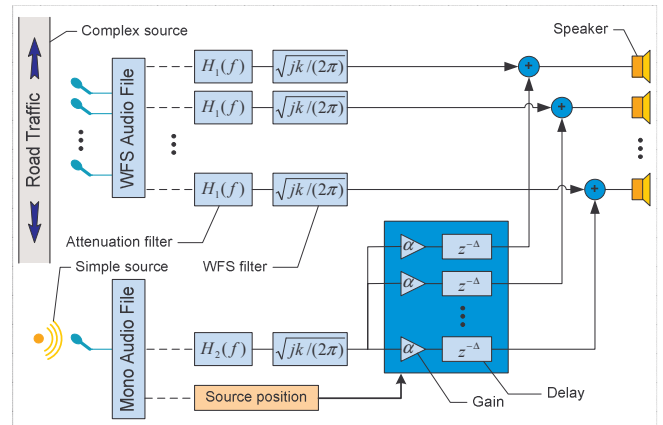 Complex source
Speaker
Road Traffic
WFS Audio File
H₁(f)
√jk/(2π)
+
H₁(f)
√jk/(2π)
+
H₁(f)
√jk/(2π)
+
Attenuation filter
WFS filter
Simple source
Mono Audio File
α
z^-Δ
α
z^-Δ
H₂(f)
√jk/(2π)
α
z^-Δ
Source position
Gain
Delay